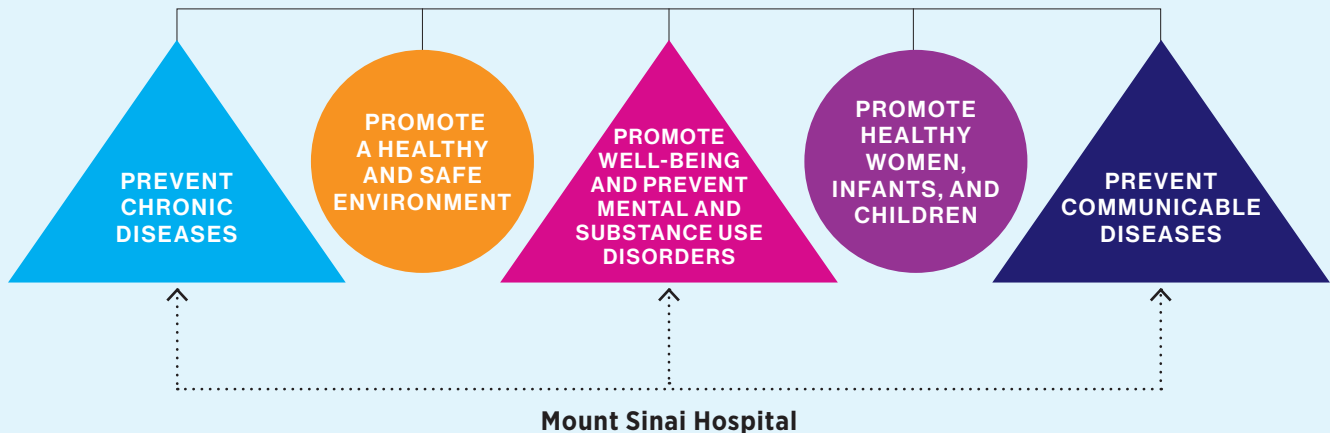 PREVENT
CHRONIC
DISEASES
PROMOTE
A HEALTHY
AND SAFE
ENVIRONMENT
PROMOTE
WELL-BEING
AND PREVENT
MENTAL AND
SUBSTANCE USE
DISORDERS
PROMOTE
HEALTHY
WOMEN,
INFANTS, AND
CHILDREN
PREVENT
COMMUNICABLE
DISEASES
Mount Sinai Hospital